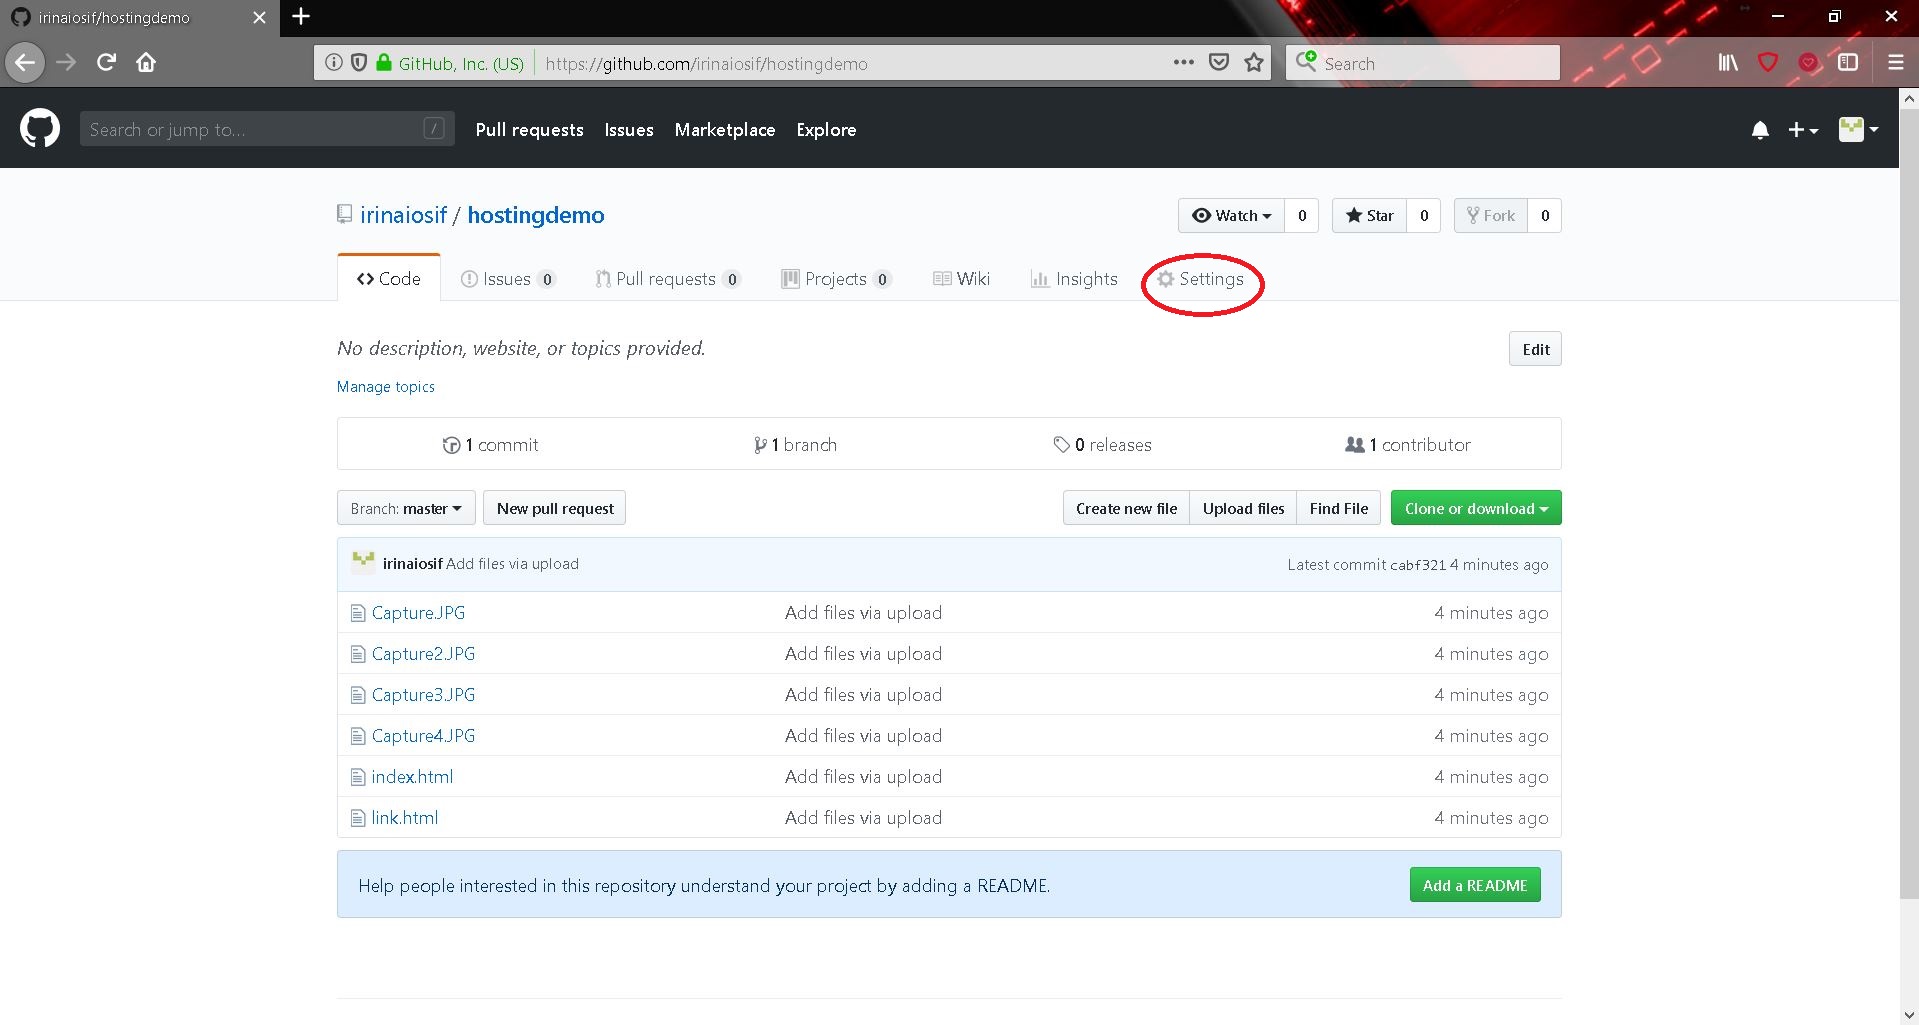 irinaiosif/hostingdemo
GitHub, Inc. (US) https://github.com/irinaiosif/hostingdemo Search
Search or jump to... / Pull requests Issues Marketplace Explore
irinaiosif / hostingdemo Watch 0 Star 0 Fork 0
Code Issues 0 Pull requests 0 Projects 0 Wiki Insights Settings
No description, website, or topics provided. Edit
Manage topics
1 commit 1 branch 0 releases 1 contributor
Branch: master New pull request Create new file Upload files Find File Clone or download
irinaiosif Add files via upload Latest commit cabf321 4 minutes ago
Capture.JPG Add files via upload 4 minutes ago
Capture2.JPG Add files via upload 4 minutes ago
Capture3.JPG Add files via upload 4 minutes ago
Capture4.JPG Add files via upload 4 minutes ago
index.html Add files via upload 4 minutes ago
link.html Add files via upload 4 minutes ago
Help people interested in this repository understand your project by adding a README. Add a README